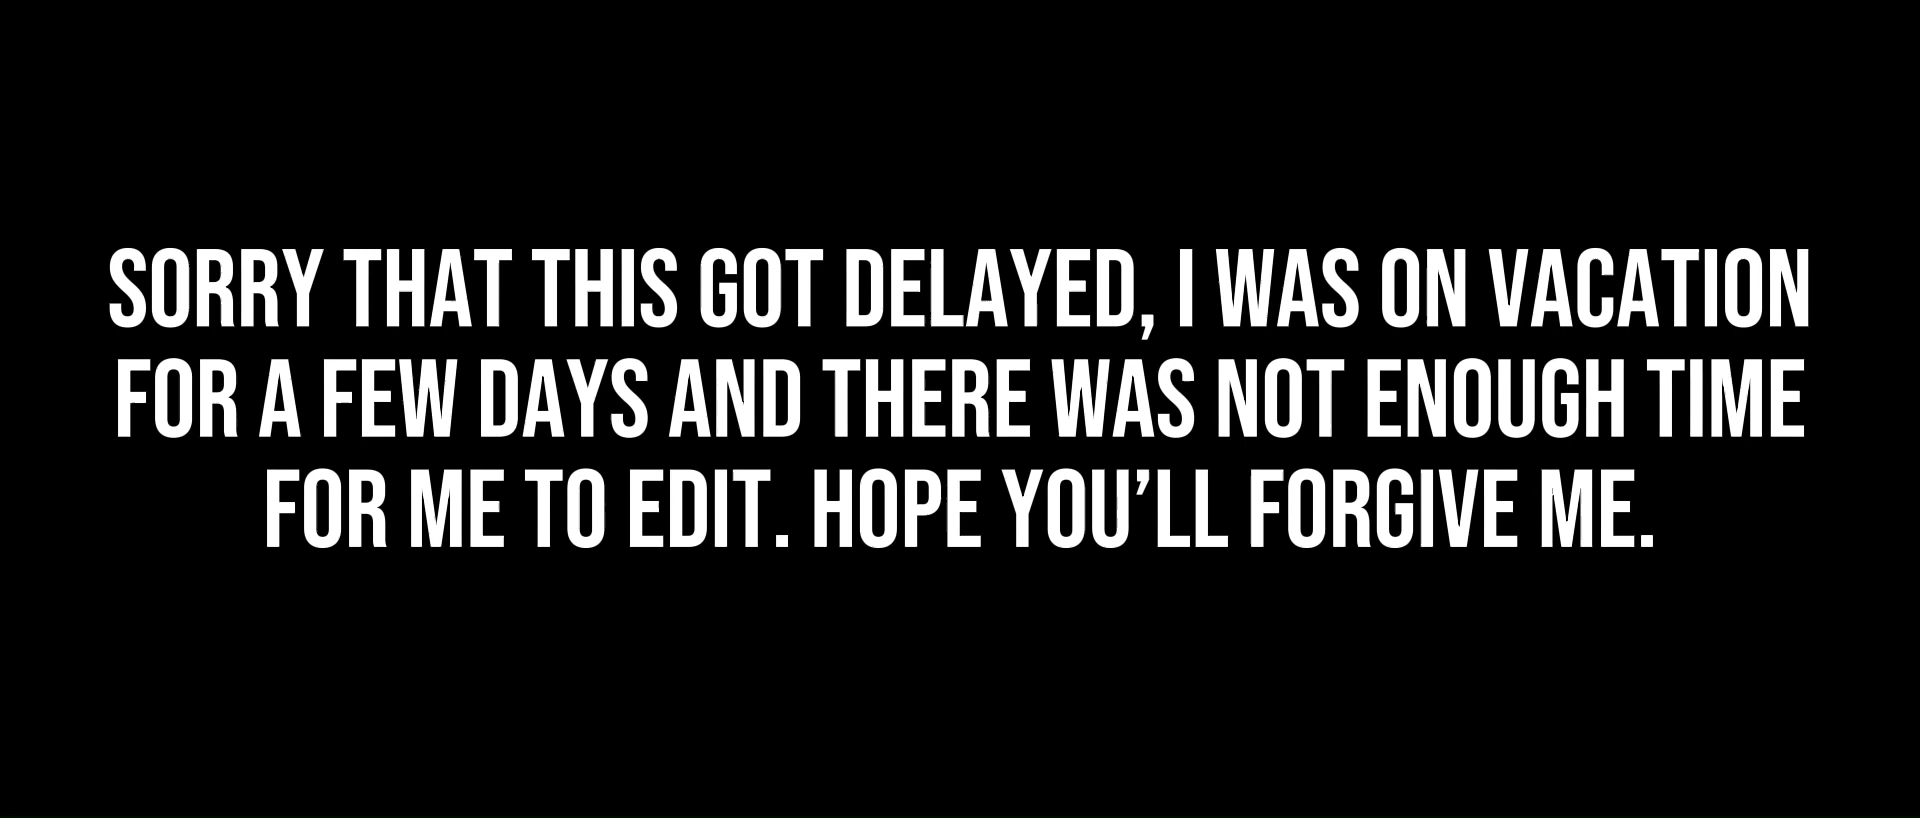 SORRY THAT THIS GOT DELAYED, I WAS ON VACATION
FOR A FEW DAYS AND THERE WAS NOT ENOUGH TIME
FOR ME TO EDIT. HOPE YOU’LL FORGIVE ME.